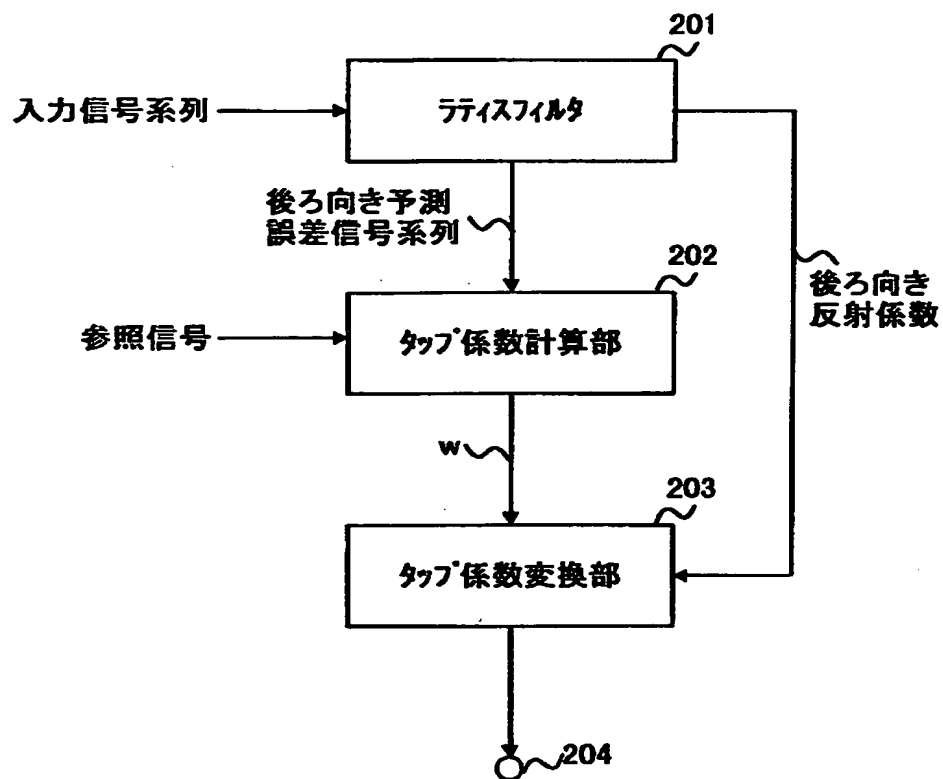 201
入力信号系列
ラティスフィルタ
後ろ向き予測
誤差信号系列
202
後ろ向き
反射係数
参照信号
タップ係数計算部
w
203
タップ係数変換部
204